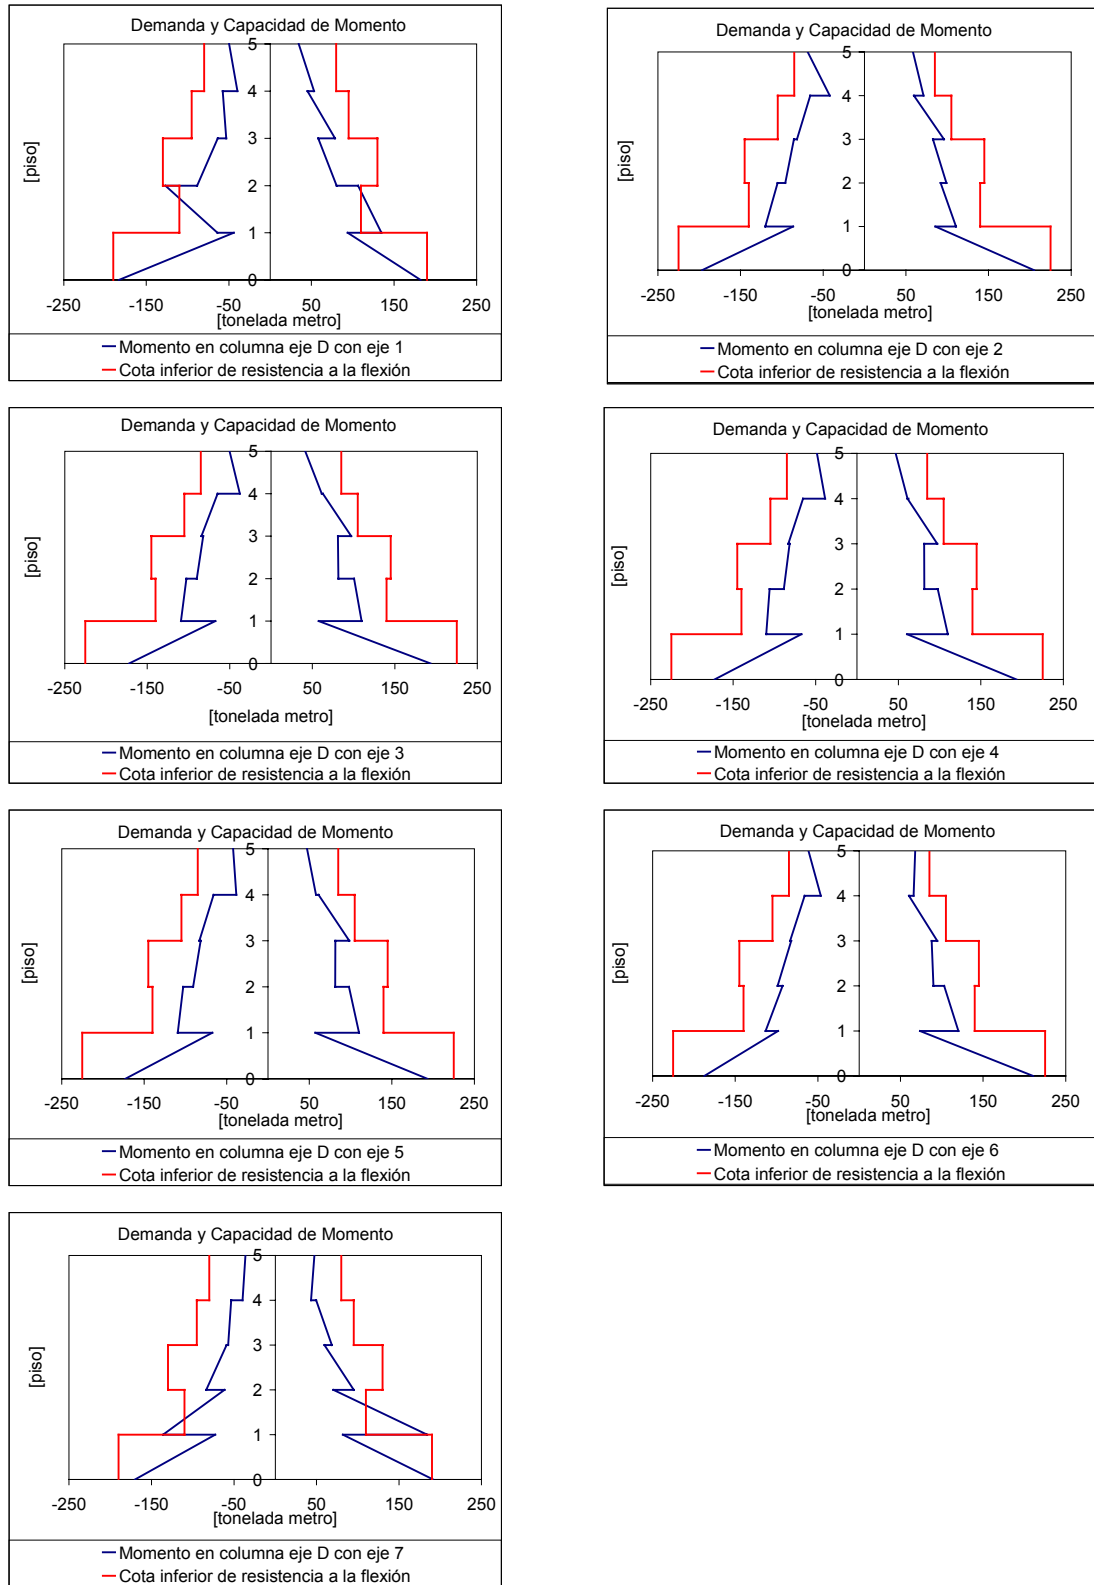 Demanda y Capacidad de Momento
5
4
3
2
1
0
[piso]
-250 -150 -50 50 150 250
[tonelada metro]
Momento en columna eje D con eje 1
Cota inferior de resistencia a la flexión
Demanda y Capacidad de Momento
5
4
3
2
1
0
[piso]
-250 -150 -50 50 150 250
[tonelada metro]
Momento en columna eje D con eje 2
Cota inferior de resistencia a la flexión
Demanda y Capacidad de Momento
5
4
3
2
1
0
[piso]
-250 -150 -50 50 150 250
[tonelada metro]
Momento en columna eje D con eje 3
Cota inferior de resistencia a la flexión
Demanda y Capacidad de Momento
5
4
3
2
1
0
[piso]
-250 -150 -50 50 150 250
[tonelada metro]
Momento en columna eje D con eje 4
Cota inferior de resistencia a la flexión
Demanda y Capacidad de Momento
5
4
3
2
1
0
[piso]
-250 -150 -50 50 150 250
[tonelada metro]
Momento en columna eje D con eje 5
Cota inferior de resistencia a la flexión
Demanda y Capacidad de Momento
5
4
3
2
1
0
[piso]
-250 -150 -50 50 150 250
[tonelada metro]
Momento en columna eje D con eje 6
Cota inferior de resistencia a la flexión
Demanda y Capacidad de Momento
5
4
3
2
1
0
[piso]
-250 -150 -50 50 150 250
[tonelada metro]
Momento en columna eje D con eje 7
Cota inferior de resistencia a la flexión